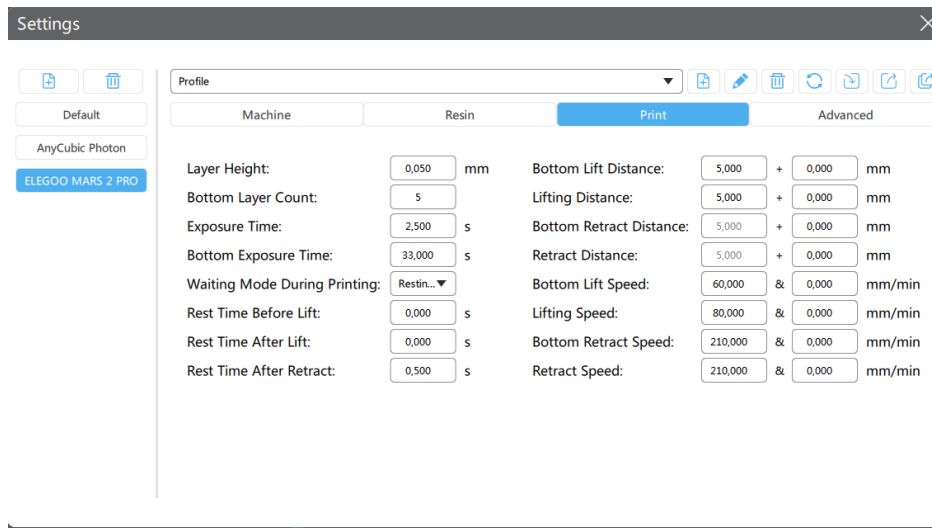 Settings
Profile
Default
Machine Resin Print Advanced
AnyCubic Photon
ELEGOO MARS 2 PRO
Layer Height: 0,050 mm Bottom Lift Distance: 5,000 + 0,000 mm
Bottom Layer Count: 5 Lifting Distance: 5,000 + 0,000 mm
Exposure Time: 2,500 s Bottom Retract Distance: 5,000 + 0,000 mm
Bottom Exposure Time: 33,000 s Retract Distance: 5,000 + 0,000 mm
Waiting Mode During Printing: Restin... Bottom Lift Speed: 60,000 & 0,000 mm/min
Rest Time Before Lift: 0,000 s Lifting Speed: 80,000 & 0,000 mm/min
Rest Time After Lift: 0,000 s Bottom Retract Speed: 210,000 & 0,000 mm/min
Rest Time After Retract: 0,500 s Retract Speed: 210,000 & 0,000 mm/min